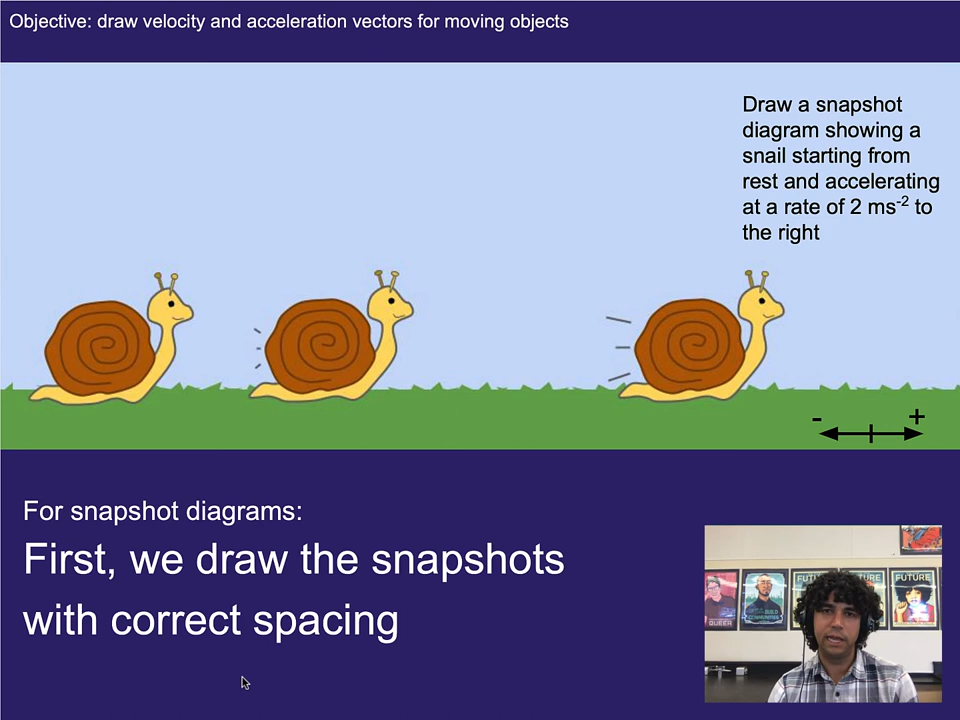 Objective: draw velocity and acceleration vectors for moving objects
Draw a snapshot
diagram showing a
snail starting from
rest and accelerating
at a rate of 2 ms⁻² to
the right
- +
For snapshot diagrams:
First, we draw the snapshots
with correct spacing
FUTURE
QUEER